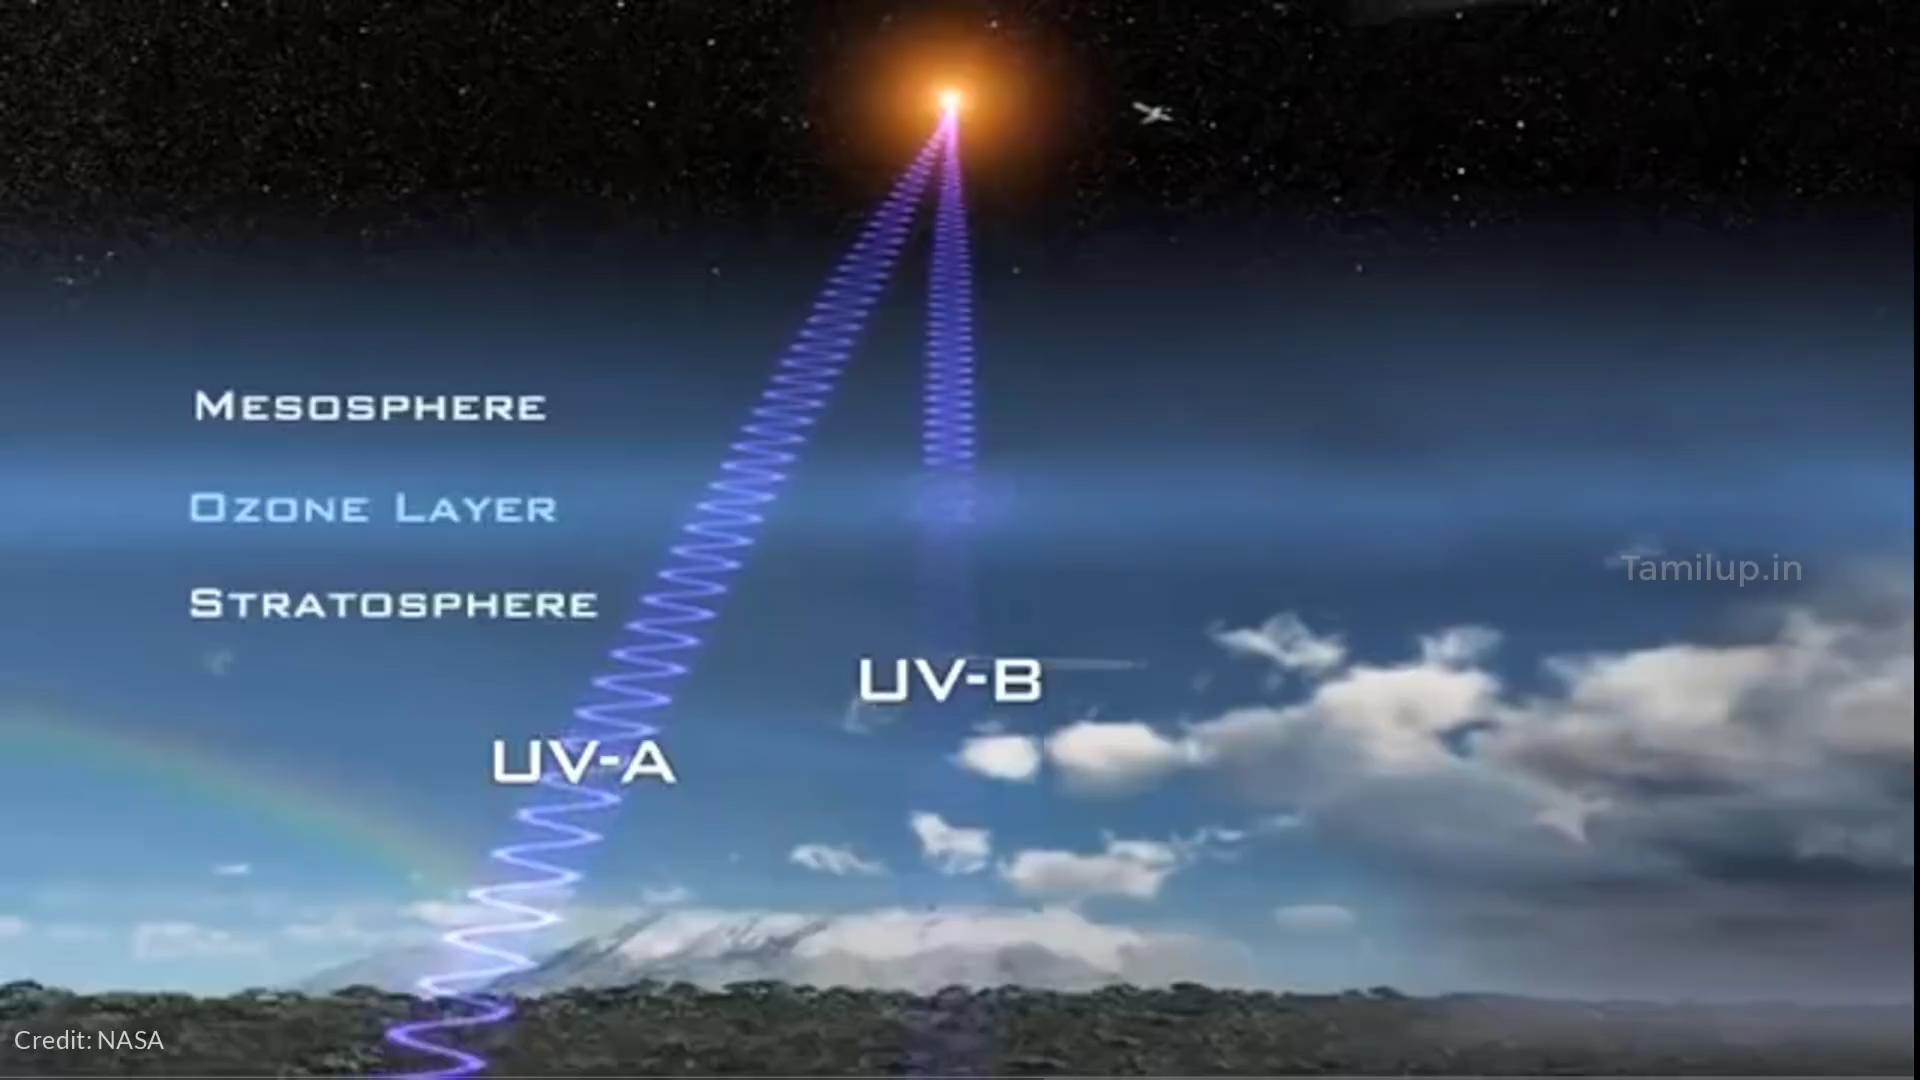 MESOSPHERE
OZONE LAYER
STRATOSPHERE
Tamilup.in
UV-B
UV-A
Credit: NASA